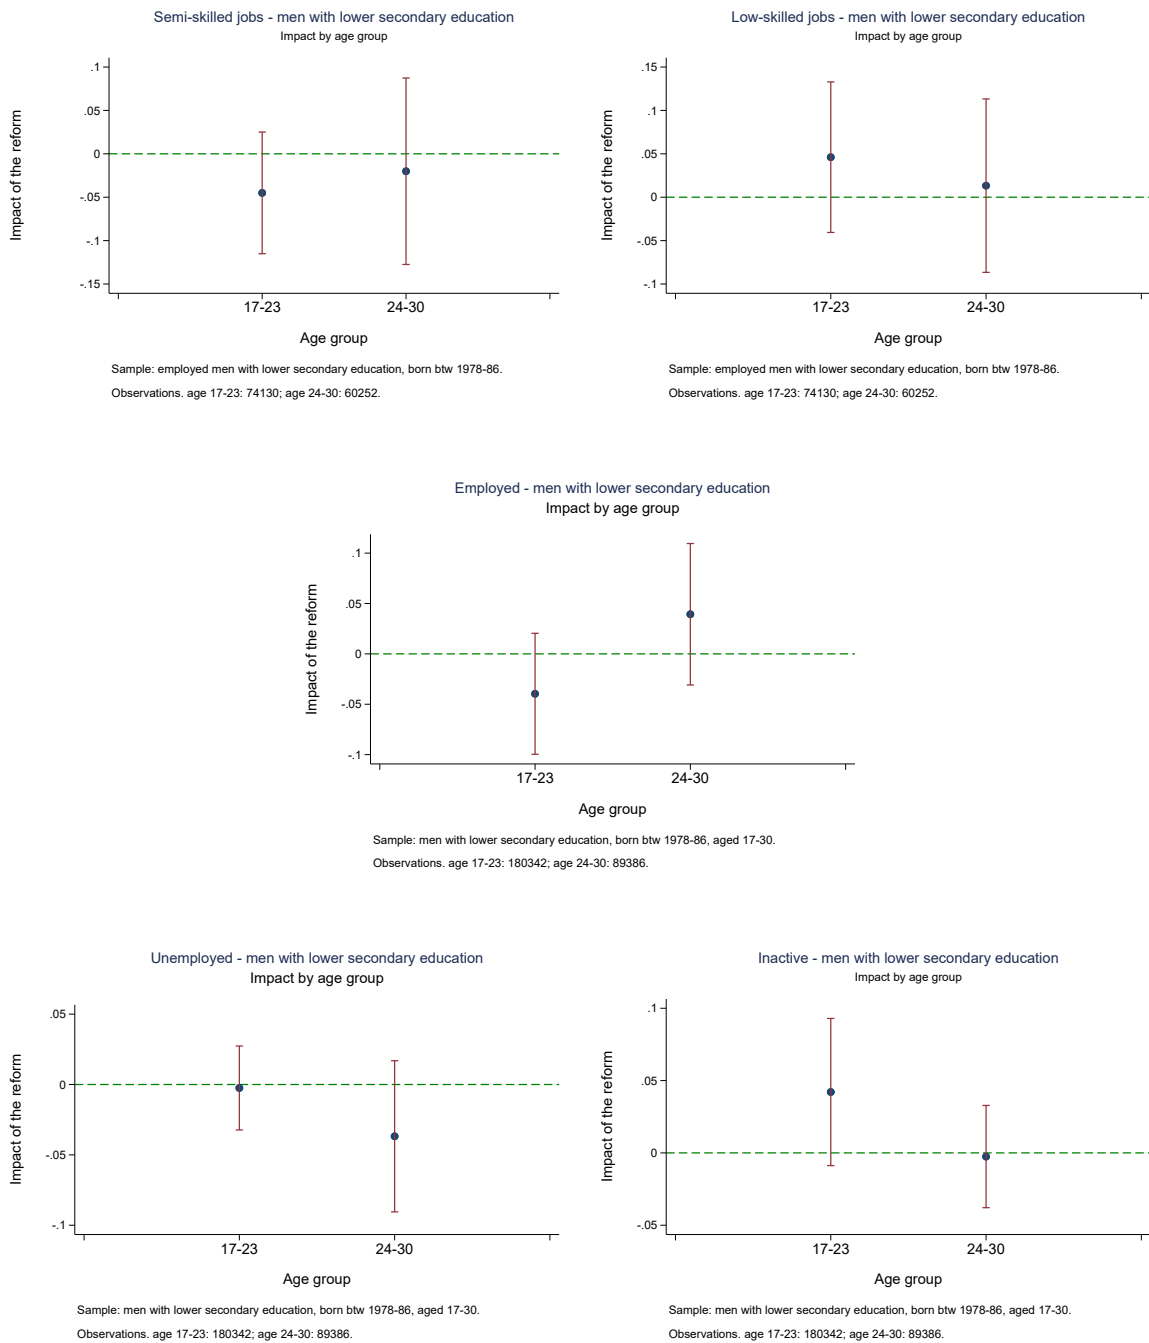 Semi-skilled jobs - men with lower secondary education
Impact by age group
Impact of the reform
.1
.05
0
-.05
-.1
-.15
17-23
24-30
Age group
Sample: employed men with lower secondary education, born btw 1978-86.
Observations. age 17-23: 74130; age 24-30: 60252.
Low-skilled jobs - men with lower secondary education
Impact by age group
Impact of the reform
.15
.1
.05
0
-.05
-.1
17-23
24-30
Age group
Sample: employed men with lower secondary education, born btw 1978-86.
Observations. age 17-23: 74130; age 24-30: 60252.
Employed - men with lower secondary education
Impact by age group
Impact of the reform
.1
.05
0
-.05
-.1
17-23
24-30
Age group
Sample: men with lower secondary education, born btw 1978-86, aged 17-30.
Observations. age 17-23: 180342; age 24-30: 89386.
Unemployed - men with lower secondary education
Impact by age group
Impact of the reform
.05
0
-.05
-.1
17-23
24-30
Age group
Sample: men with lower secondary education, born btw 1978-86, aged 17-30.
Observations. age 17-23: 180342; age 24-30: 89386.
Inactive - men with lower secondary education
Impact by age group
Impact of the reform
.1
.05
0
-.05
17-23
24-30
Age group
Sample: men with lower secondary education, born btw 1978-86, aged 17-30.
Observations. age 17-23: 180342; age 24-30: 89386.